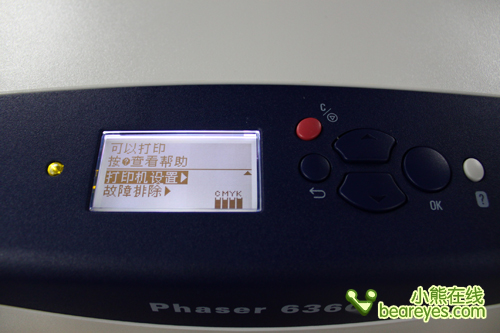 可以打印
按?查看帮助
打印机设置
故障排除
CMYK
C
OK
?
Phaser 636
小熊在线
beareyes.com